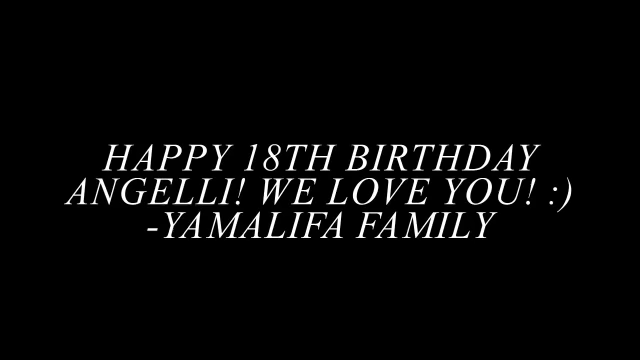 HAPPY 18TH BIRTHDAY
ANGELLI! WE LOVE YOU! :)
-YAMALIFA FAMILY